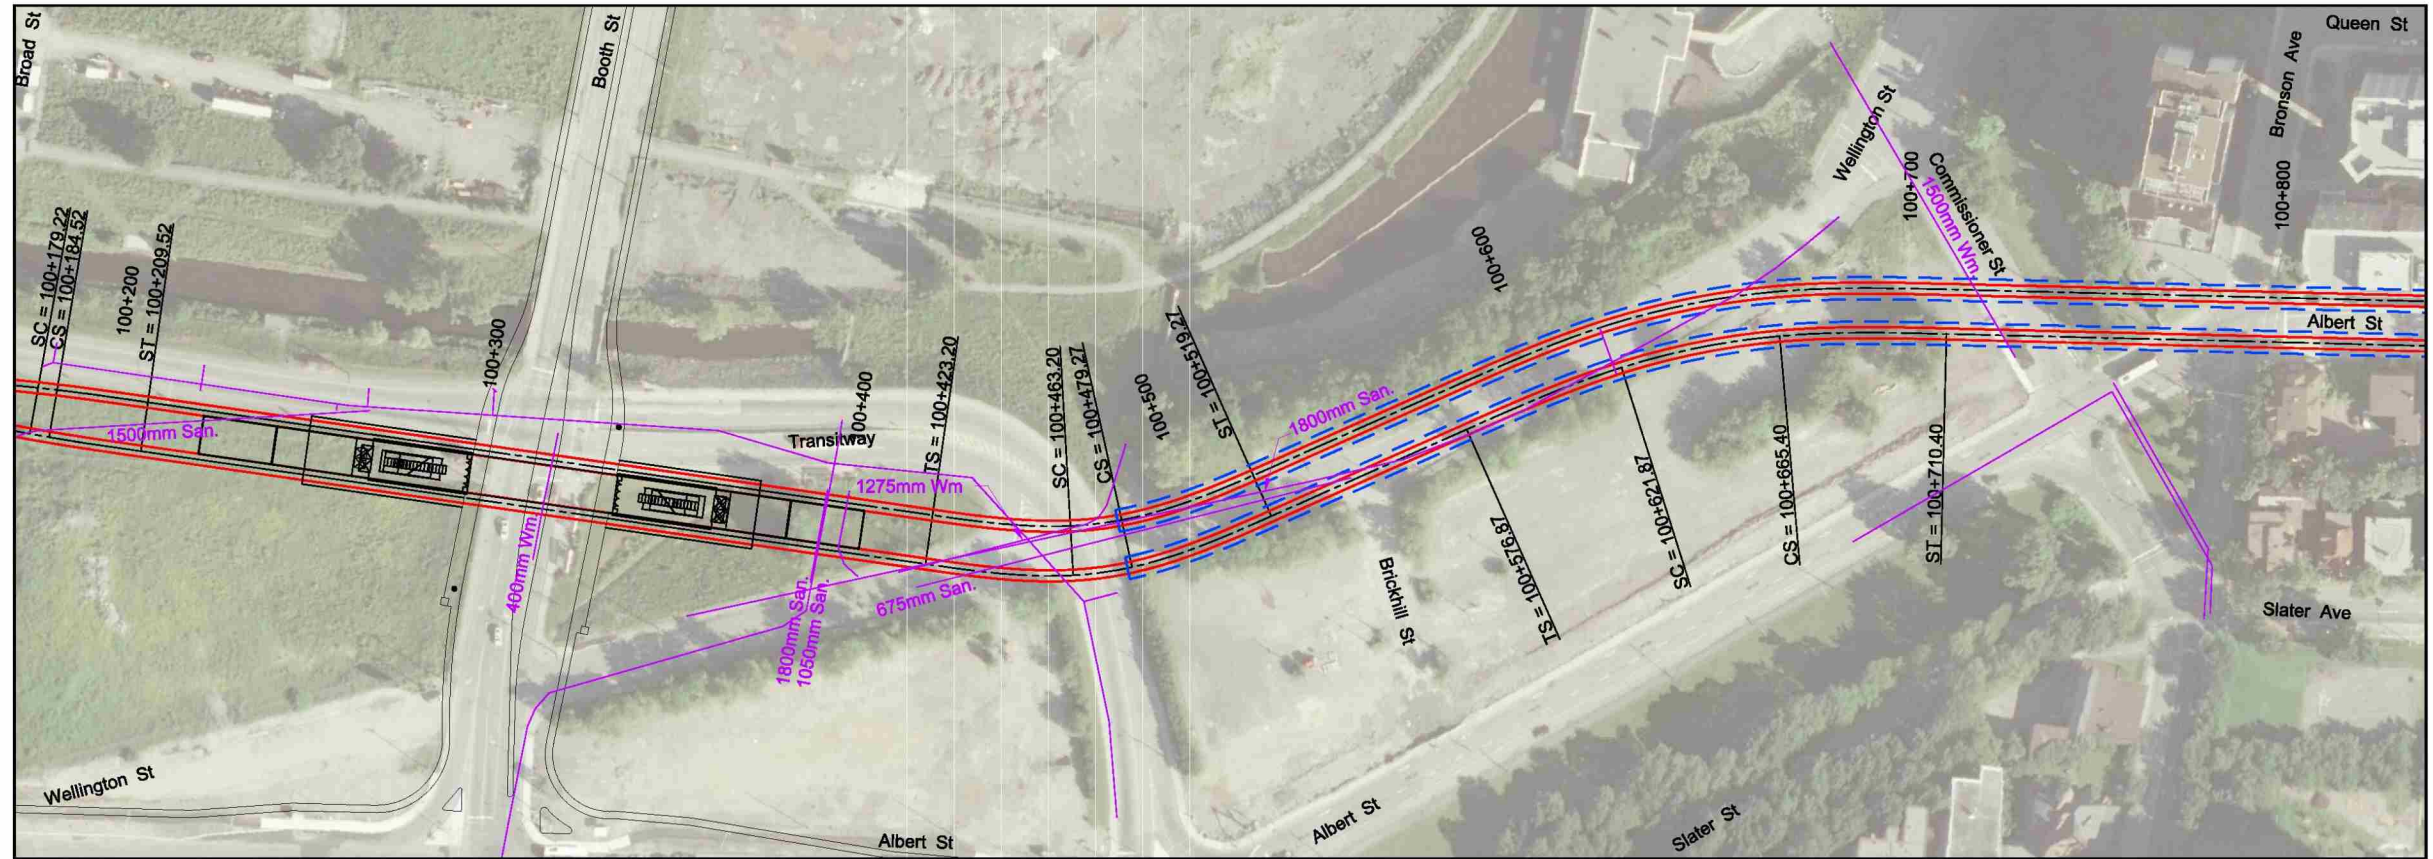 Broad St
Booth St
Queen St
Bronson Ave
Wellington St
100+700
Commissioner St
1500mm Wm
100+800
SC = 100+179.22
CS = 100+184.52
100+200
ST = 100+209.52
100+300
100+600
Albert St
100+400
TS = 100+423.20
SC = 100+463.20
CS = 100+479.27
100+500
ST = 100+519.27
1800mm San.
1500mm San.
Transitway
1275mm Wm
400mm Wm.
1800mm San.
1050mm San.
675mm San.
Brickhill St
TS = 100+576.87
SC = 100+621.87
CS = 100+665.40
ST = 100+710.40
Slater Ave
Wellington St
Albert St
Albert St
Slater St